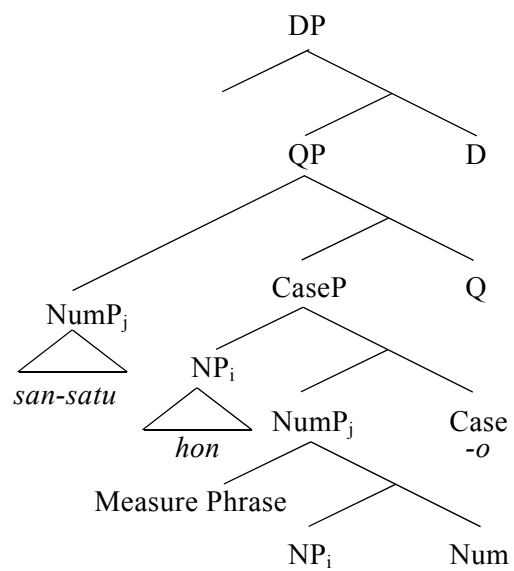 DP
QP D
CaseP Q
NumPj
NPi
san-satu
NumPj Case
hon -o
Measure Phrase
NPi Num